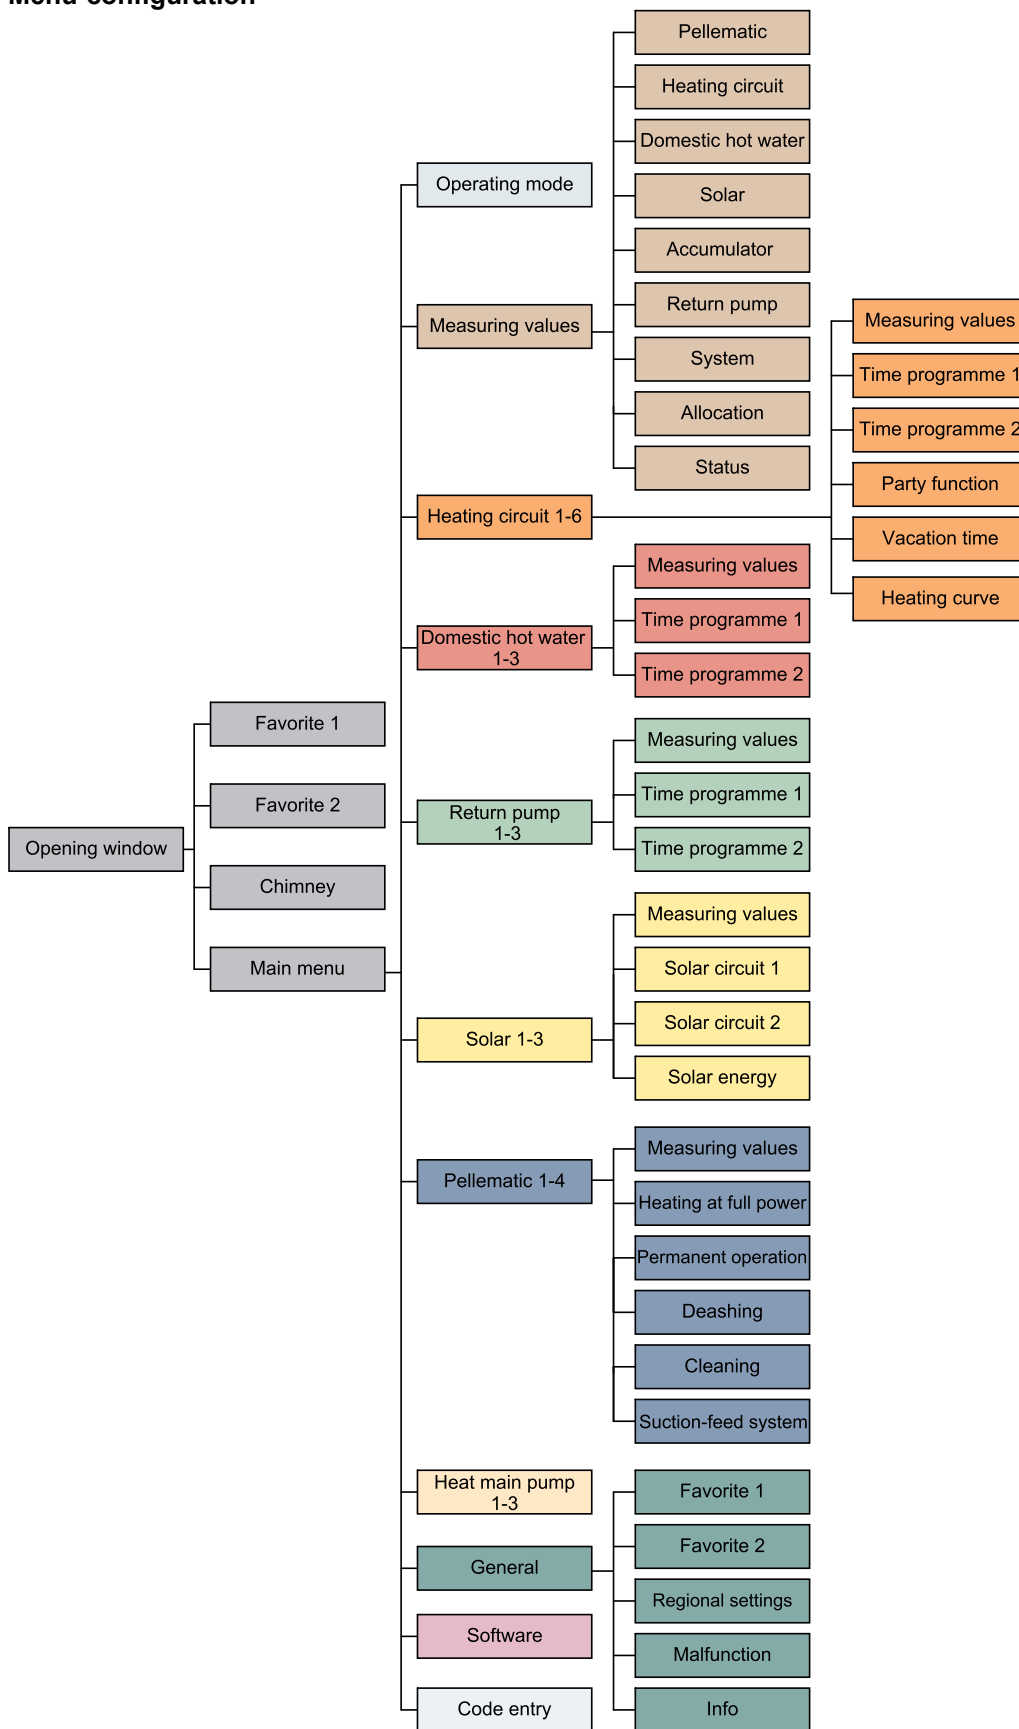 Menu configuration
Opening window
Favorite 1
Favorite 2
Chimney
Main menu
Operating mode
Measuring values
Pellematic
Heating circuit
Domestic hot water
Solar
Accumulator
Return pump
System
Allocation
Status
Heating circuit 1-6
Measuring values
Time programme 1
Time programme 2
Party function
Vacation time
Heating curve
Domestic hot water
1-3
Measuring values
Time programme 1
Time programme 2
Return pump
1-3
Measuring values
Time programme 1
Time programme 2
Solar 1-3
Measuring values
Solar circuit 1
Solar circuit 2
Solar energy
Pellematic 1-4
Measuring values
Heating at full power
Permanent operation
Deashing
Cleaning
Suction-feed system
Heat main pump
1-3
General
Favorite 1
Favorite 2
Regional settings
Malfunction
Info
Software
Code entry